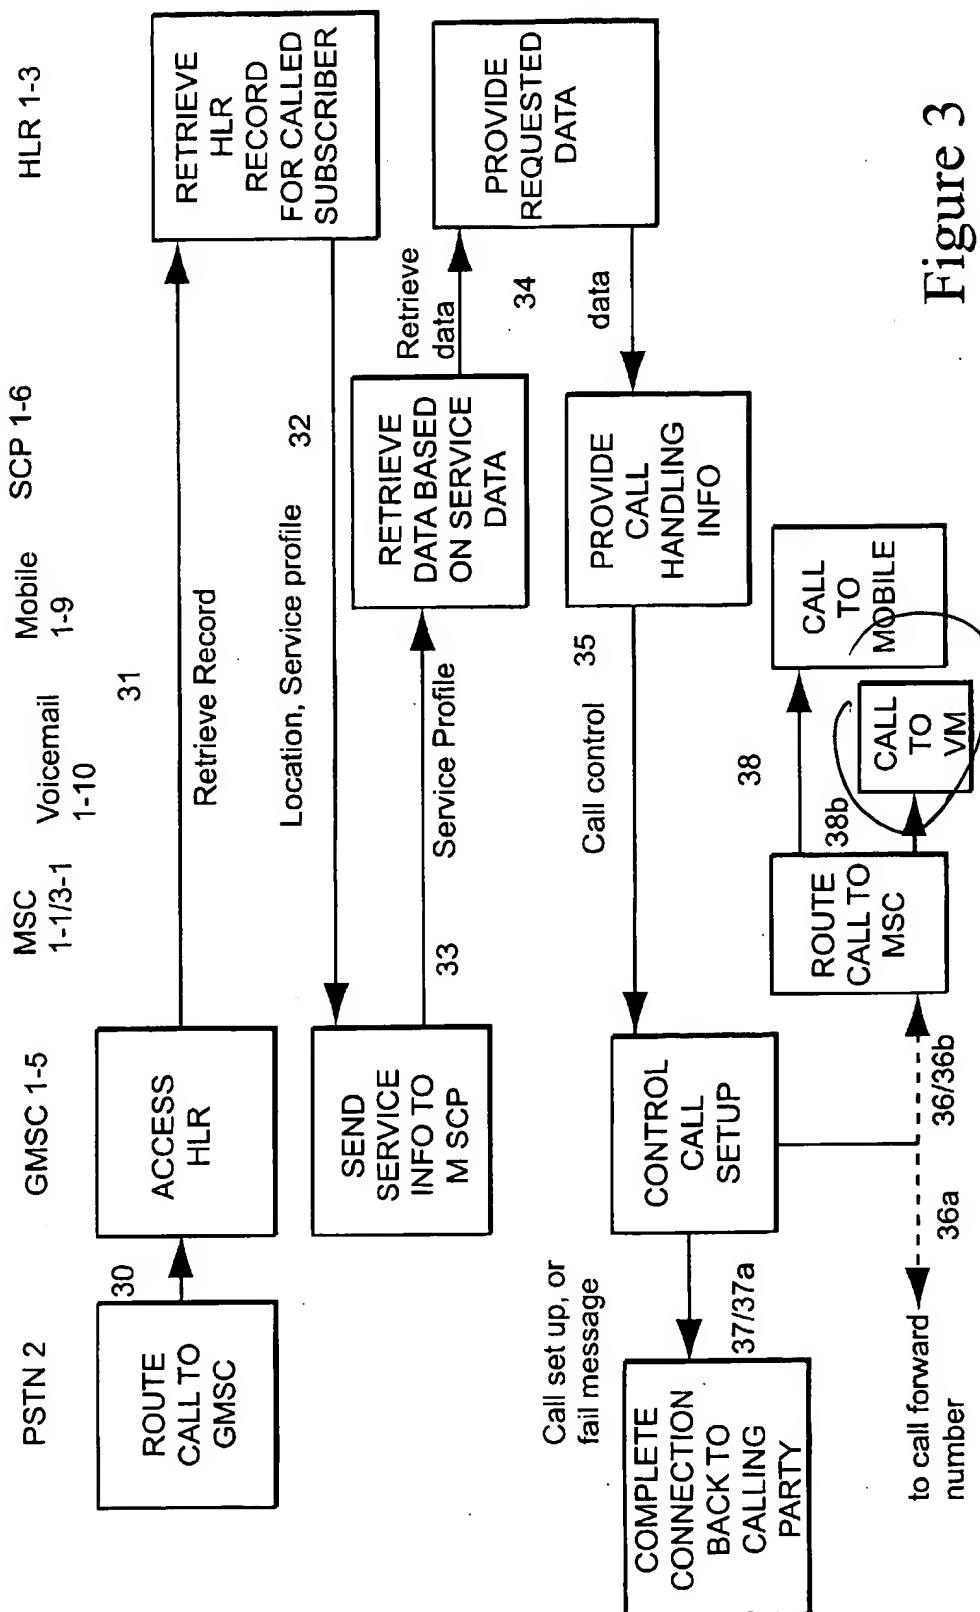 PSTN 2
GMSC 1-5
MSC
1-1/3-1
Voicemail
1-10
Mobile
1-9
SCP 1-6
HLR 1-3
ROUTE
CALL TO
GMSC
30
ACCESS
HLR
31
Retrieve Record
RETRIEVE
HLR
RECORD
FOR CALLED
SUBSCRIBER
Location, Service profile
32
SEND
SERVICE
INFO TO
M SCP
33
Service Profile
RETRIEVE
DATA BASED
ON SERVICE
DATA
Retrieve
data
34
PROVIDE
REQUESTED
DATA
data
PROVIDE
CALL
HANDLING
INFO
35
Call control
CONTROL
CALL
SETUP
Call set up, or
fail message
37/37a
COMPLETE
CONNECTION
BACK TO
CALLING
PARTY
to call forward
number
36a
36/36b
ROUTE
CALL TO
MSC
38
38b
CALL
TO
MOBILE
CALL
TO
VM
Figure 3